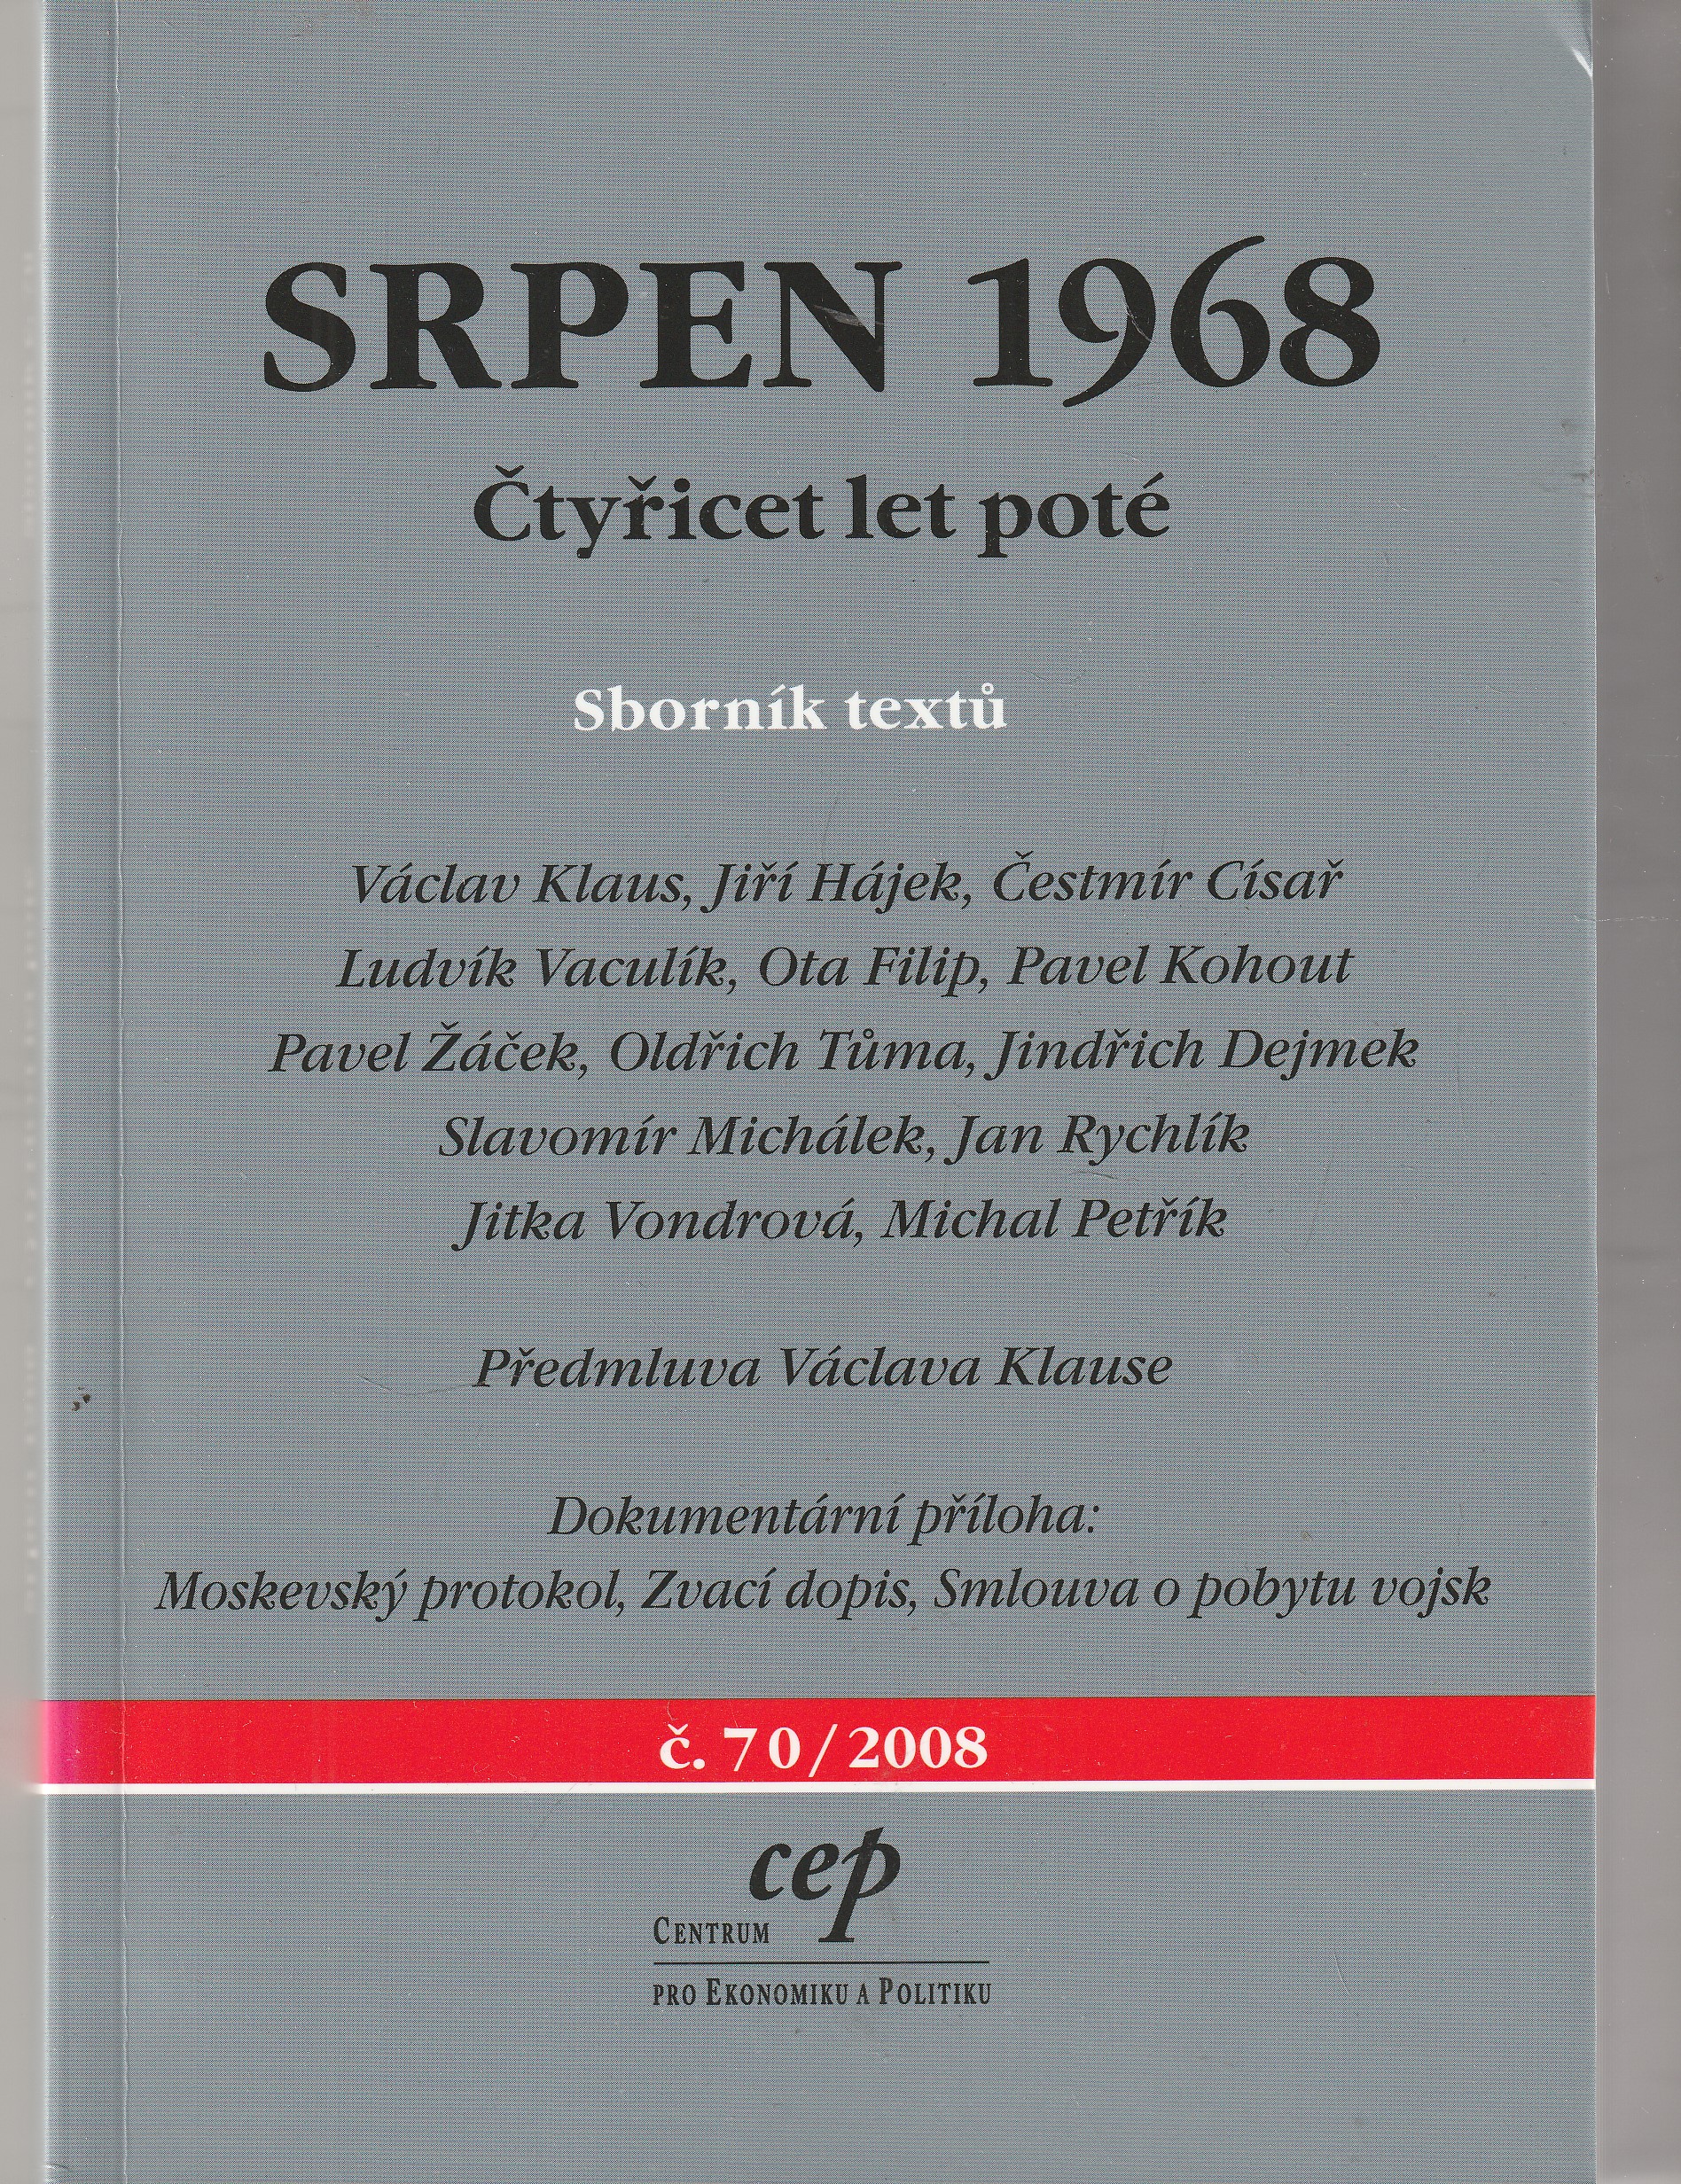 SRPEN 1968
Čtyřicet let poté
Sborník textů
Václav Klaus, Jiří Hájek, Čestmír Císař
Ludvík Vaculík, Ota Filip, Pavel Kohout
Pavel Žáček, Oldřich Tůma, Jindřich Dejmek
Slavomír Michálek, Jan Rychlík
Jitka Vondrová, Michal Petřík
Předmluva Václava Klause
Dokumentární příloha:
Moskevský protokol, Zvací dopis, Smlouva o pobytu vojsk
č. 70/2008
cep
CENTRUM
PRO EKONOMIKU A POLITIKU